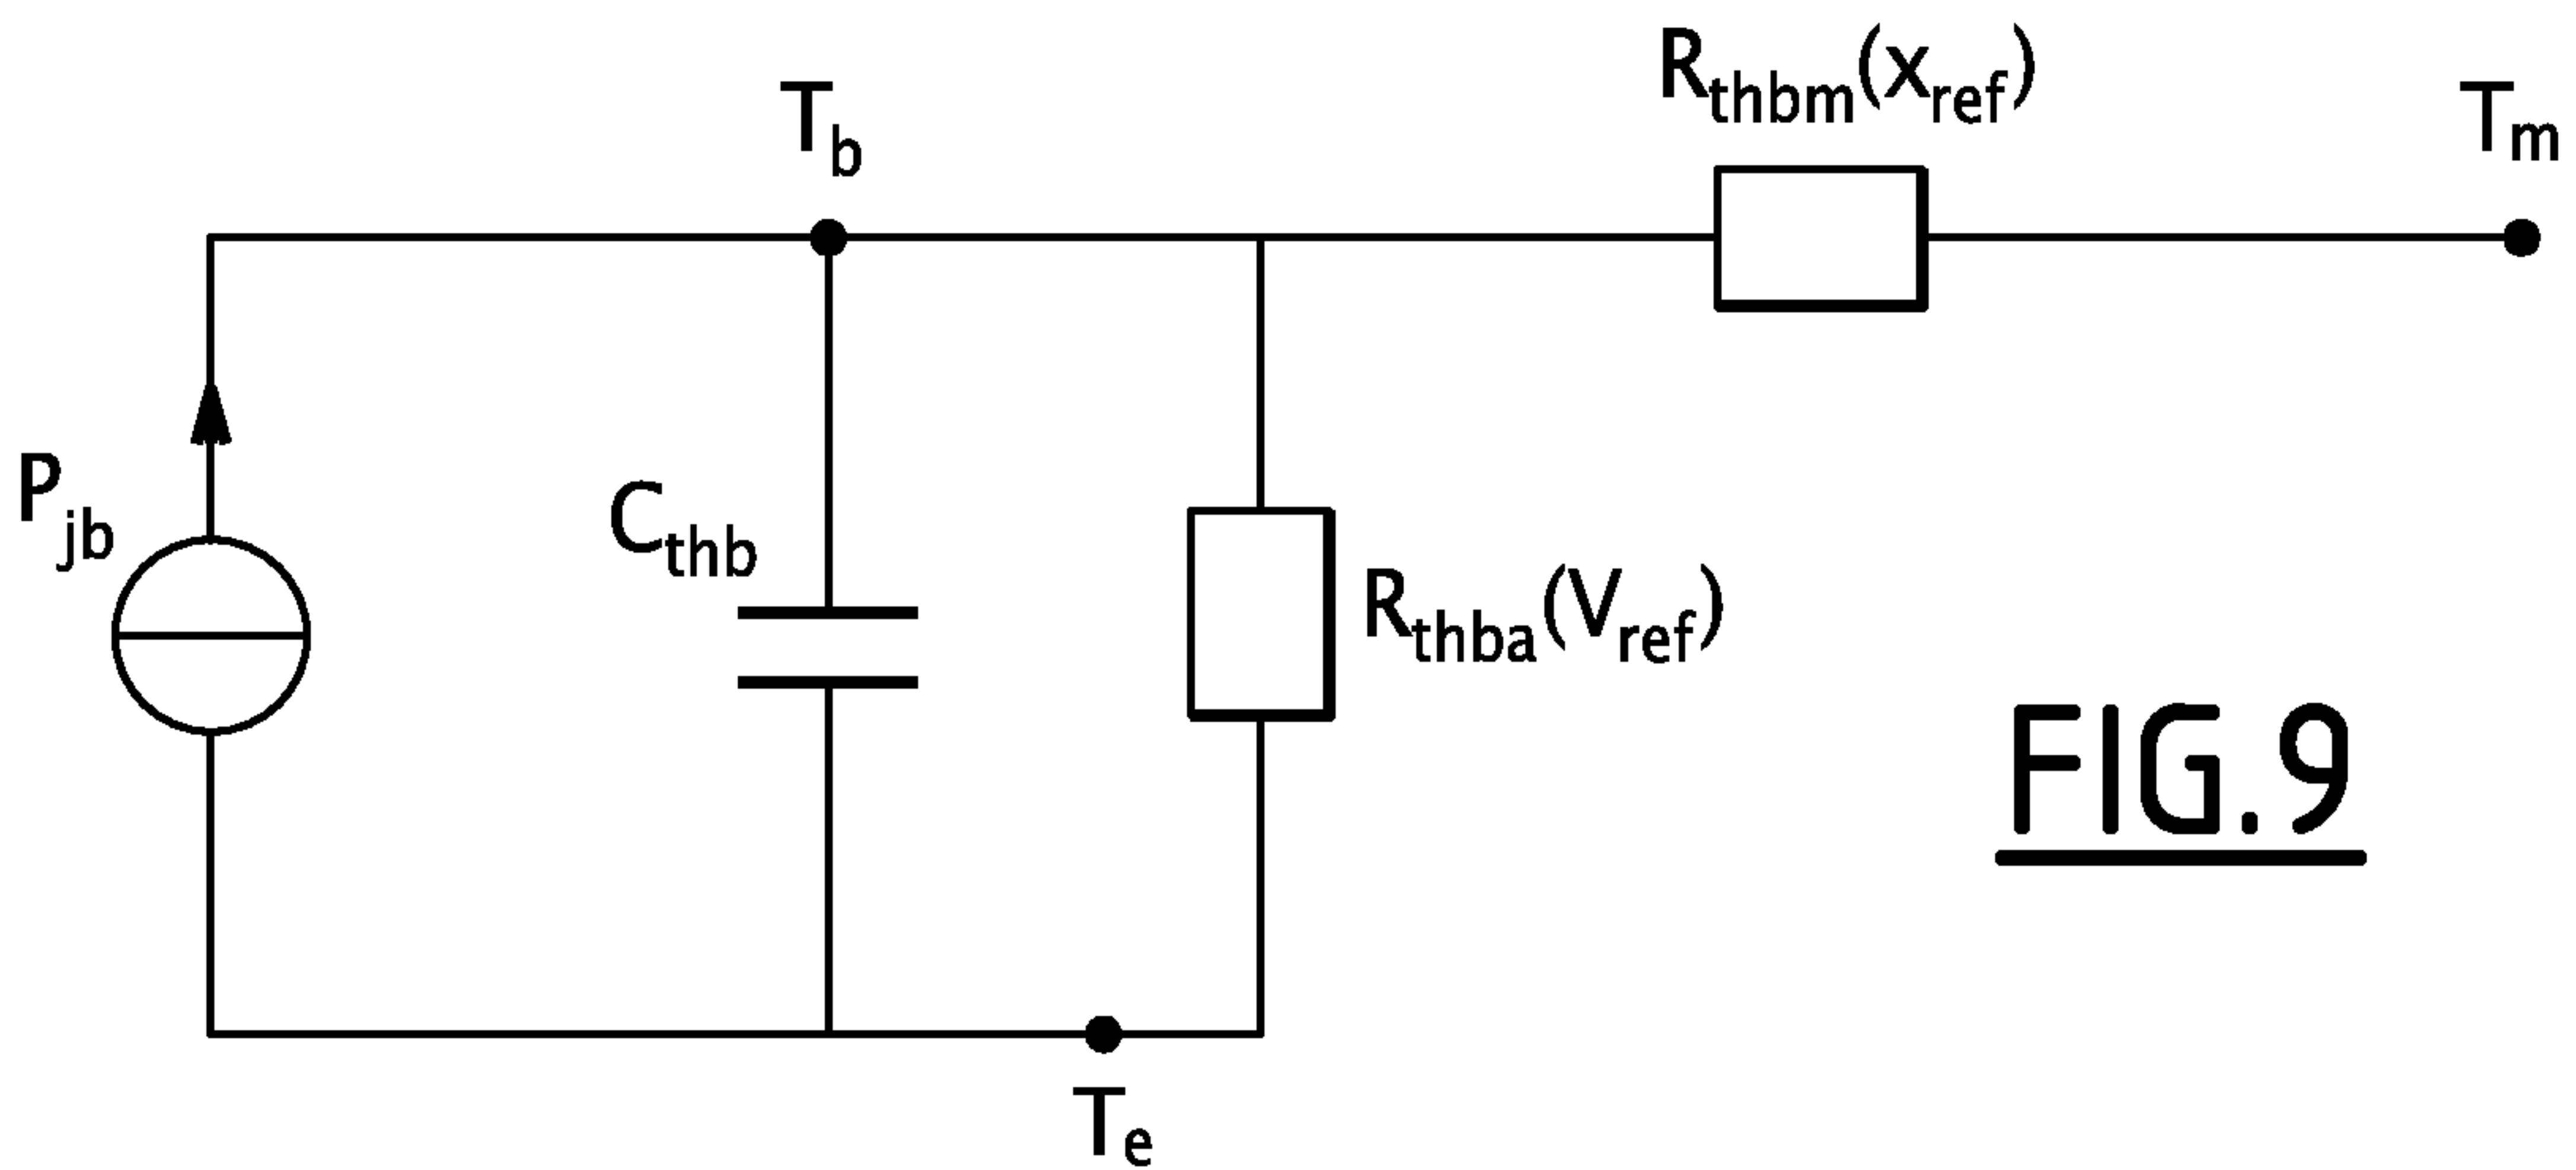 R_thbm(x_ref)
T_b
T_m
P_jb
C_thb
R_thba(V_ref)
FIG.9
T_e